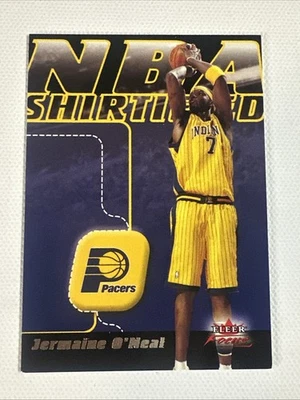 NBA
SHIRTIFIED
INDIANA
7
Pacers
Jermaine O'Neal
FLEER
Focus